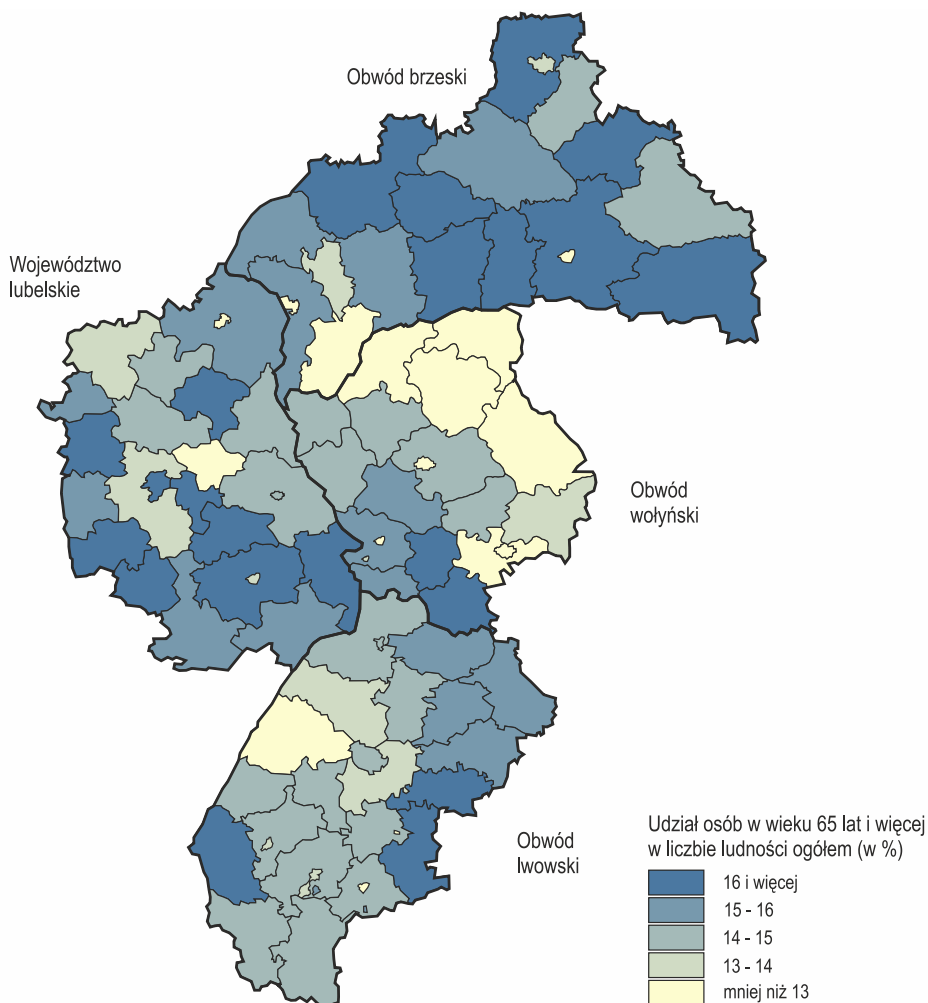 Obwód brzeski
Województwo
lubelskie
Obwód
wołyński
Obwód
lwowski
Udział osób w wieku 65 lat i więcej
w liczbie ludności ogółem (w %)
16 i więcej
15 - 16
14 - 15
13 - 14
mniej niż 13